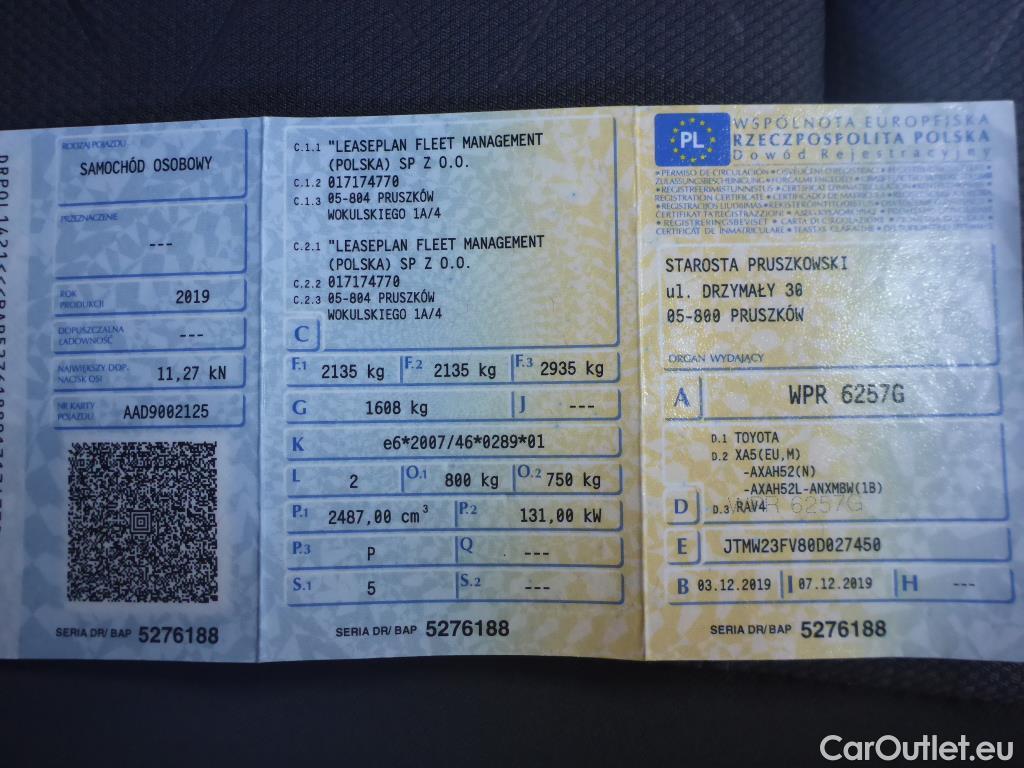 RODZAJ POJAZDU
SAMOCHÓD OSOBOWY
PRZEZNACZENIE
---
ROK PRODUKCJI
2019
DOPUSZCZALNA ŁADOWNOŚĆ
---
NAJWIĘKSZY DOP. NACISK OSI
11,27 kN
NR KARTY POJAZDU
AAD9002125
SERIA DR/BAP 5276188
C.1.1 "LEASEPLAN FLEET MANAGEMENT
(POLSKA) SP Z O.O.
C.1.2 017174770
C.1.3 05-804 PRUSZKÓW
WOKULSKIEGO 1A/4
C.2.1 "LEASEPLAN FLEET MANAGEMENT
(POLSKA) SP Z O.O.
C.2.2 017174770
C.2.3 05-804 PRUSZKÓW
WOKULSKIEGO 1A/4
C
F.1 2135 kg F.2 2135 kg F.3 2935 kg
G 1608 kg J ---
K e6*2007/46*0289*01
L 2 O.1 800 kg O.2 750 kg
P.1 2487,00 cm³ P.2 131,00 kW
P.3 P Q ---
S.1 5 S.2 ---
SERIA DR/BAP 5276188
PL
WSPÓLNOTA EUROPEJSKA
RZECZPOSPOLITA POLSKA
Dowód Rejestracyjny
STAROSTA PRUSZKOWSKI
ul. DRZYMAŁY 30
05-800 PRUSZKÓW
ORGAN WYDAJĄCY
A WPR 6257G
D.1 TOYOTA
D.2 XA5(EU,M)
-AXAH52(N)
-AXAH52L-ANXMBW(1B)
D D.3 RAV4
WPR 6257G
E JTMW23FV80D027450
B 03.12.2019 I 07.12.2019 H ---
SERIA DR/BAP 5276188
CarOutlet.eu